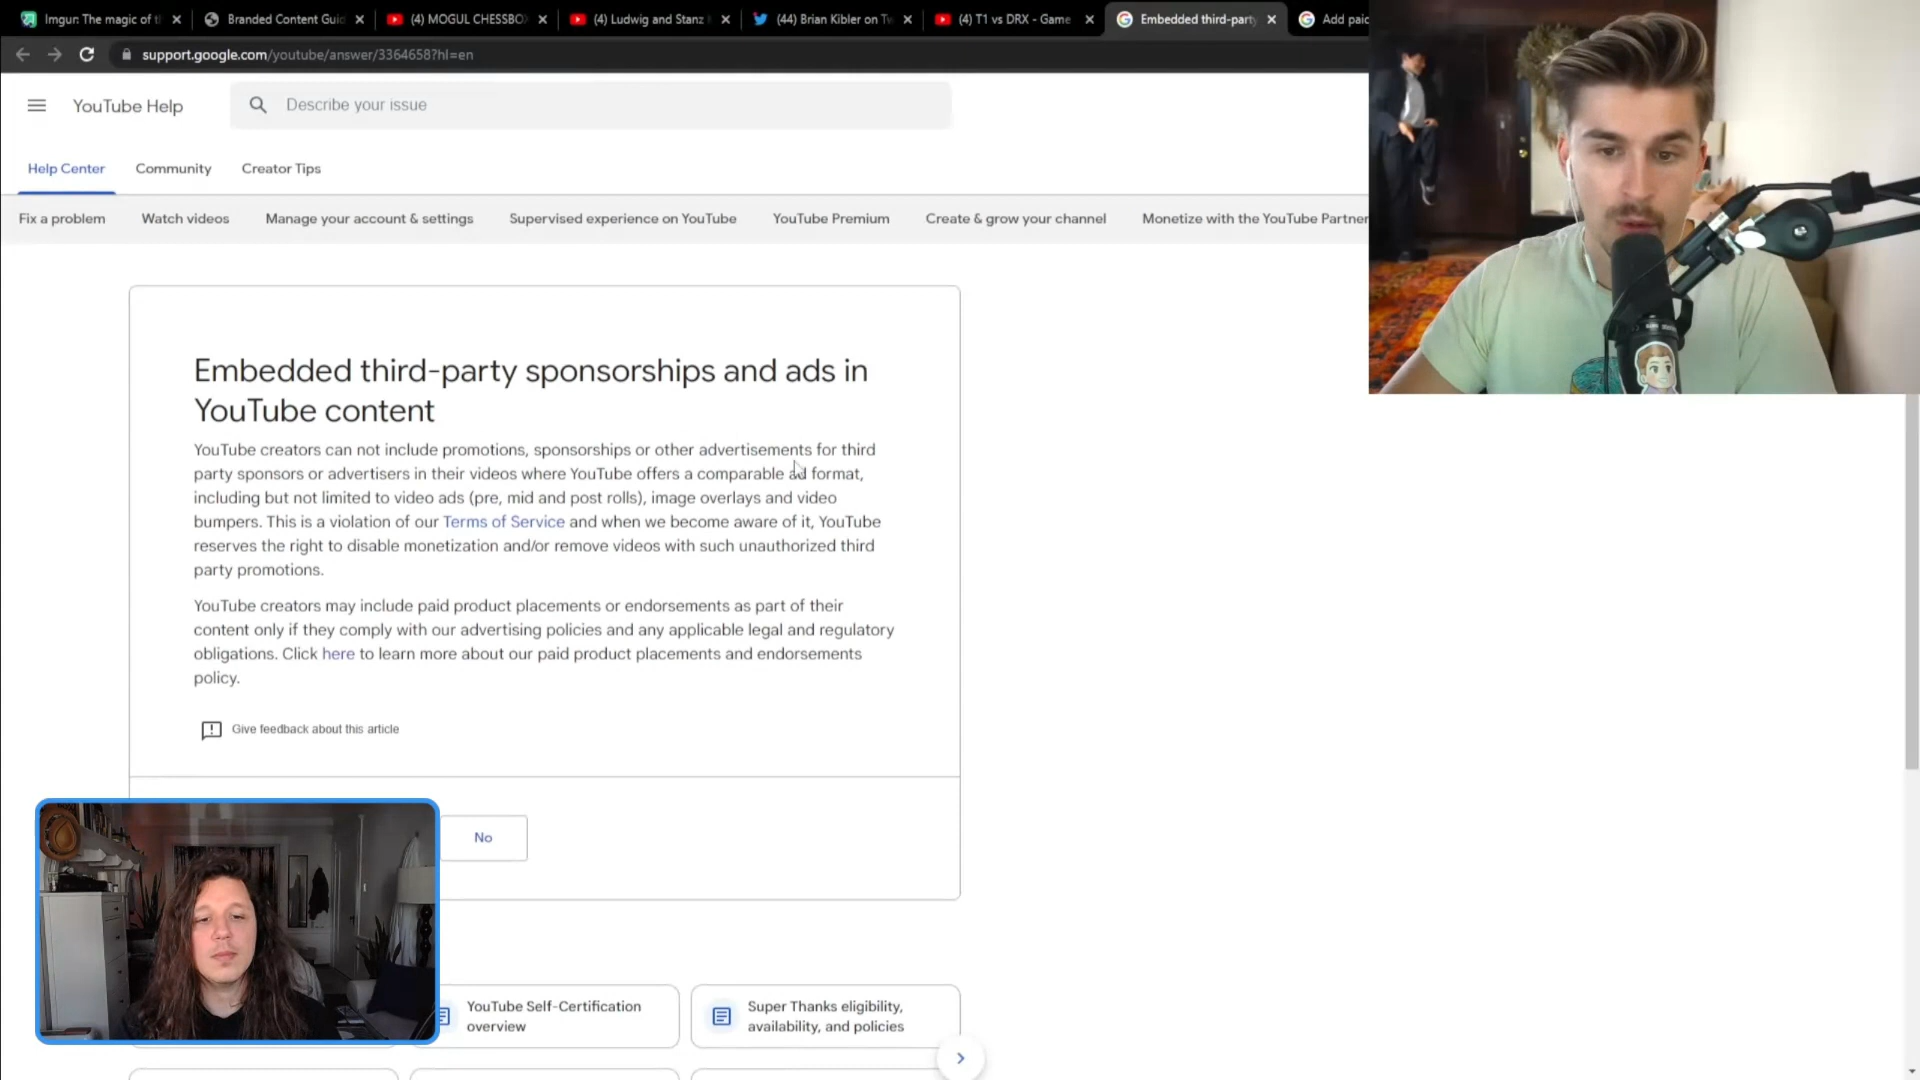 Imgur: The magic of t
Branded Content Guid
(4) MOGUL CHESSBO
(4) Ludwig and Stanz
(44) Brian Kibler on Tw
(4) T1 vs DRX - Game
Embedded third-party
Add paid
support.google.com/youtube/answer/3364658?hl=en
YouTube Help
Describe your issue
Help Center
Community
Creator Tips
Fix a problem
Watch videos
Manage your account & settings
Supervised experience on YouTube
YouTube Premium
Create & grow your channel
Monetize with the YouTube Partner
Embedded third-party sponsorships and ads in
YouTube content
YouTube creators can not include promotions, sponsorships or other advertisements for third
party sponsors or advertisers in their videos where YouTube offers a comparable ad format,
including but not limited to video ads (pre, mid and post rolls), image overlays and video
bumpers. This is a violation of our Terms of Service and when we become aware of it, YouTube
reserves the right to disable monetization and/or remove videos with such unauthorized third
party promotions.
YouTube creators may include paid product placements or endorsements as part of their
content only if they comply with our advertising policies and any applicable legal and regulatory
obligations. Click here to learn more about our paid product placements and endorsements
policy.
Give feedback about this article
No
YouTube Self-Certification
overview
Super Thanks eligibility,
availability, and policies